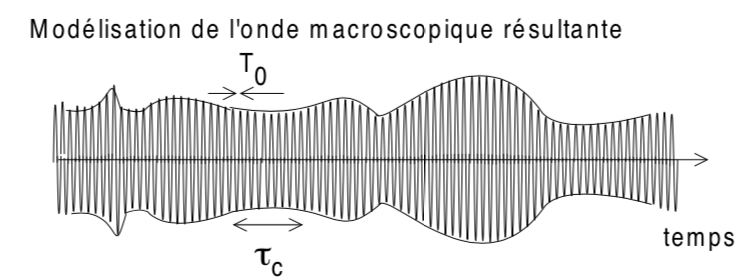 Modélisation de l'onde macroscopique résultante
T0
τc
temps